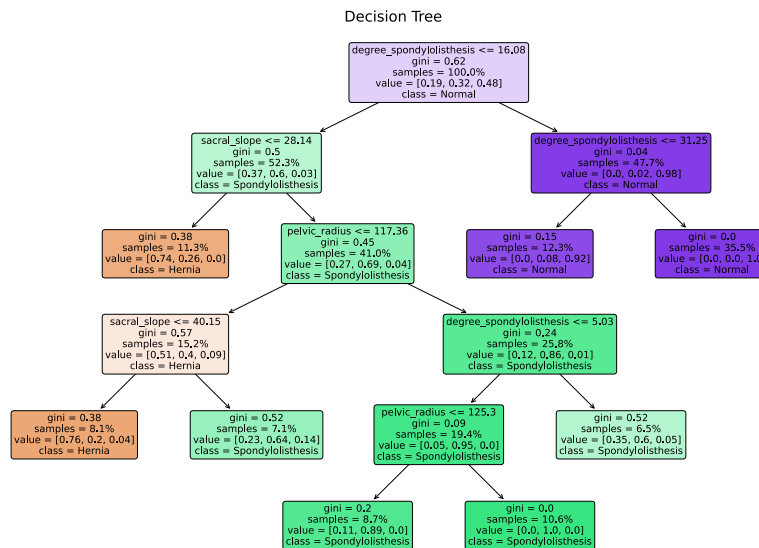 Decision Tree
degree_spondylolisthesis <= 16.08
gini = 0.62
samples = 100.0%
value = [0.19, 0.32, 0.48]
class = Normal
sacral_slope <= 28.14
gini = 0.5
samples = 52.3%
value = [0.37, 0.6, 0.03]
class = Spondylolisthesis
degree_spondylolisthesis <= 31.25
gini = 0.04
samples = 47.7%
value = [0.0, 0.02, 0.98]
class = Normal
gini = 0.38
samples = 11.3%
value = [0.74, 0.26, 0.0]
class = Hernia
pelvic_radius <= 117.36
gini = 0.45
samples = 41.0%
value = [0.27, 0.69, 0.04]
class = Spondylolisthesis
gini = 0.15
samples = 12.3%
value = [0.0, 0.08, 0.92]
class = Normal
gini = 0.0
samples = 35.5%
value = [0.0, 0.0, 1.0
class = Normal
sacral_slope <= 40.15
gini = 0.57
samples = 15.2%
value = [0.51, 0.4, 0.09]
class = Hernia
degree_spondylolisthesis <= 5.03
gini = 0.24
samples = 25.8%
value = [0.12, 0.86, 0.01]
class = Spondylolisthesis
gini = 0.38
samples = 8.1%
value = [0.76, 0.2, 0.04]
class = Hernia
gini = 0.52
samples = 7.1%
value = [0.23, 0.64, 0.14]
class = Spondylolisthesis
pelvic_radius <= 125.3
gini = 0.09
samples = 19.4%
value = [0.05, 0.95, 0.0]
class = Spondylolisthesis
gini = 0.52
samples = 6.5%
value = [0.35, 0.6, 0.05]
class = Spondylolisthesis
gini = 0.2
samples = 8.7%
value = [0.11, 0.89, 0.0]
class = Spondylolisthesis
gini = 0.0
samples = 10.6%
value = [0.0, 1.0, 0.0]
class = Spondylolisthesis